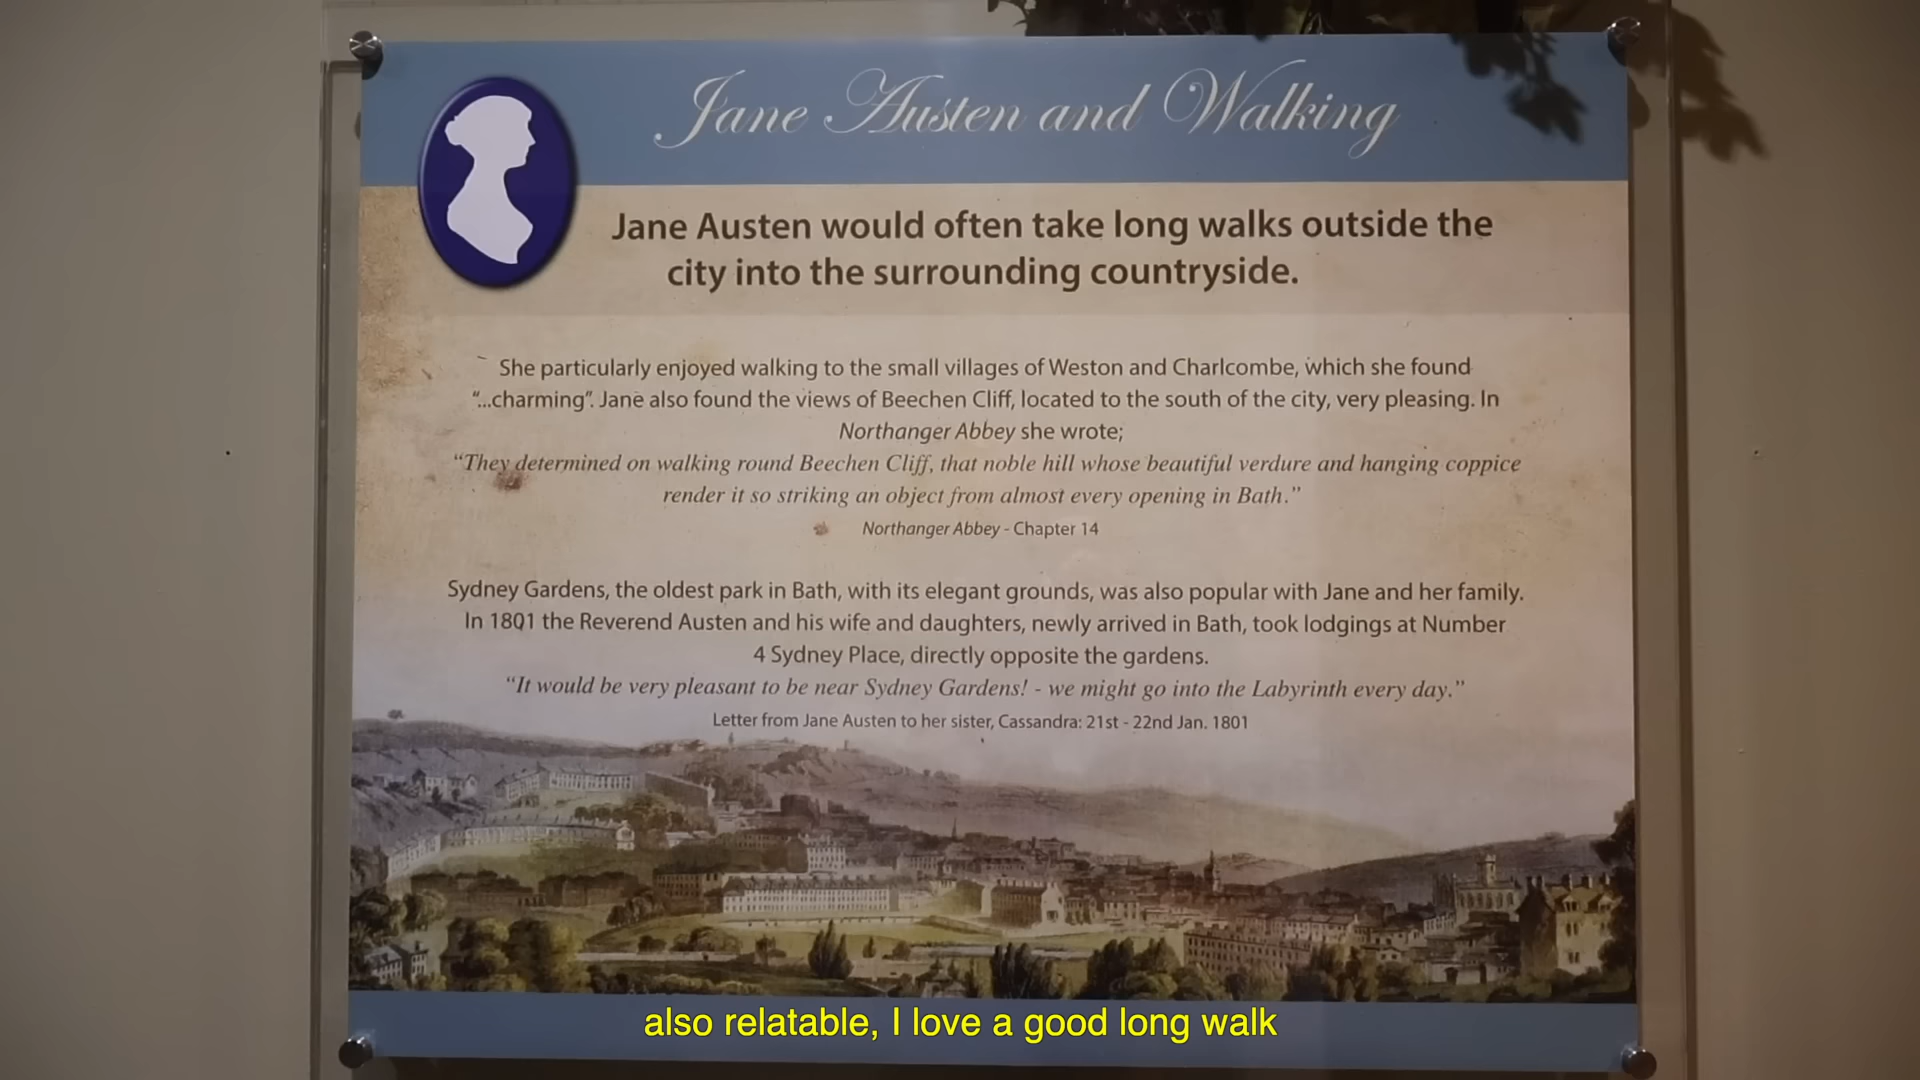 Jane Austen and Walking
Jane Austen would often take long walks outside the
city into the surrounding countryside.
She particularly enjoyed walking to the small villages of Weston and Charlcombe, which she found
“...charming”. Jane also found the views of Beechen Cliff, located to the south of the city, very pleasing. In
Northanger Abbey she wrote;
“They determined on walking round Beechen Cliff, that noble hill whose beautiful verdure and hanging coppice
render it so striking an object from almost every opening in Bath.”
Northanger Abbey - Chapter 14
Sydney Gardens, the oldest park in Bath, with its elegant grounds, was also popular with Jane and her family.
In 1801 the Reverend Austen and his wife and daughters, newly arrived in Bath, took lodgings at Number
4 Sydney Place, directly opposite the gardens.
“It would be very pleasant to be near Sydney Gardens! - we might go into the Labyrinth every day.”
Letter from Jane Austen to her sister, Cassandra: 21st - 22nd Jan. 1801
also relatable, I love a good long walk